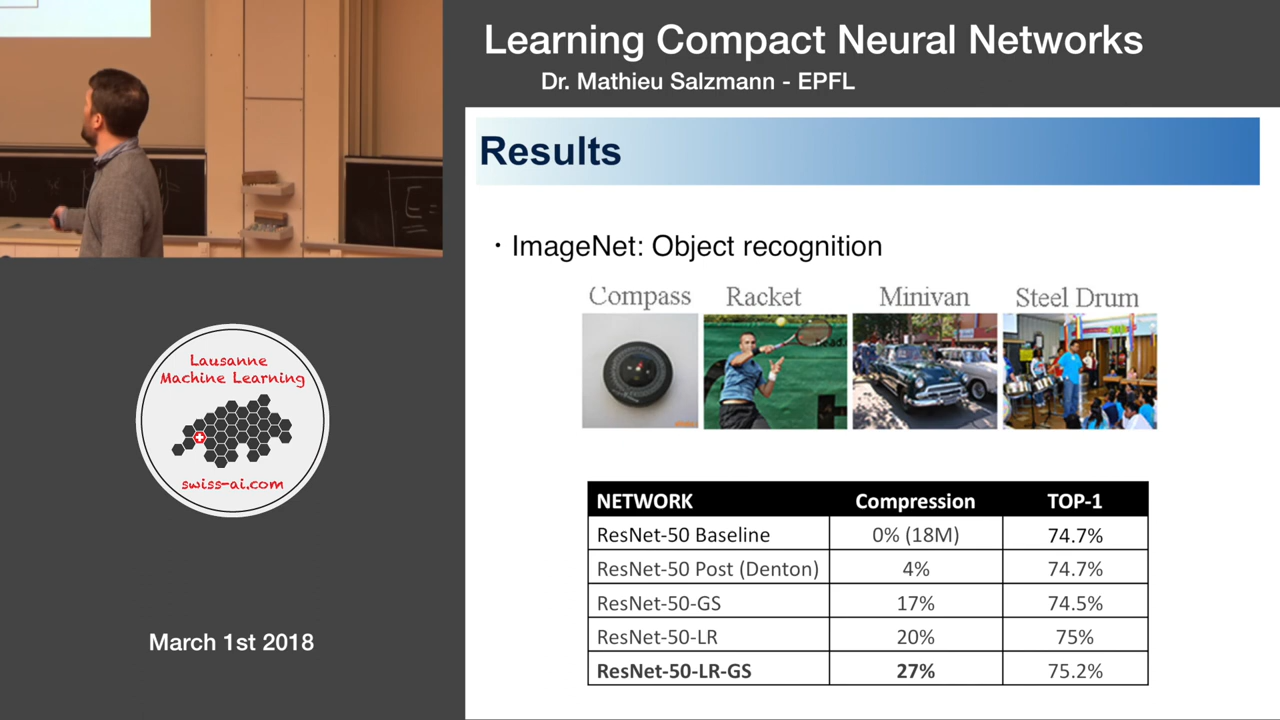 Learning Compact Neural Networks
Dr. Mathieu Salzmann - EPFL
Results
· ImageNet: Object recognition
Compass Racket Minivan Steel Drum
NETWORK Compression TOP-1
ResNet-50 Baseline 0% (18M) 74.7%
ResNet-50 Post (Denton) 4% 74.7%
ResNet-50-GS 17% 74.5%
ResNet-50-LR 20% 75%
ResNet-50-LR-GS 27% 75.2%
Lausanne
Machine Learning
swiss-ai.com
March 1st 2018
E=